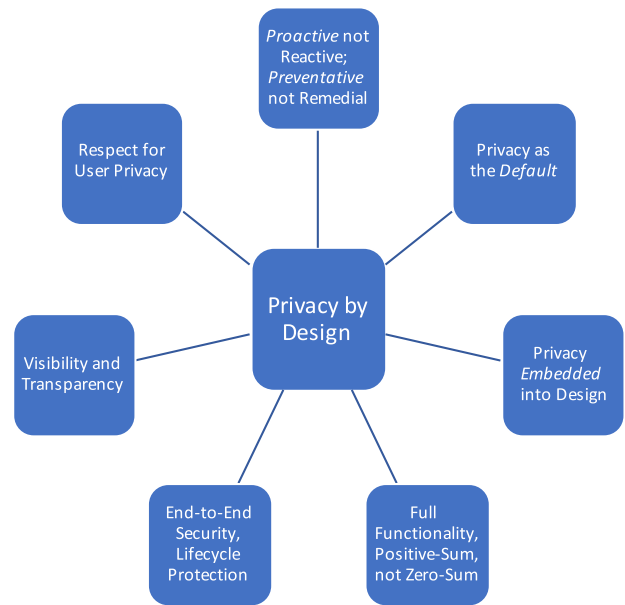 Proactive not
Reactive;
Preventative
not Remedial
Privacy as
the Default
Privacy
Embedded
into Design
Full
Functionality,
Positive-Sum,
not Zero-Sum
End-to-End
Security,
Lifecycle
Protection
Visibility and
Transparency
Respect for
User Privacy
Privacy by
Design